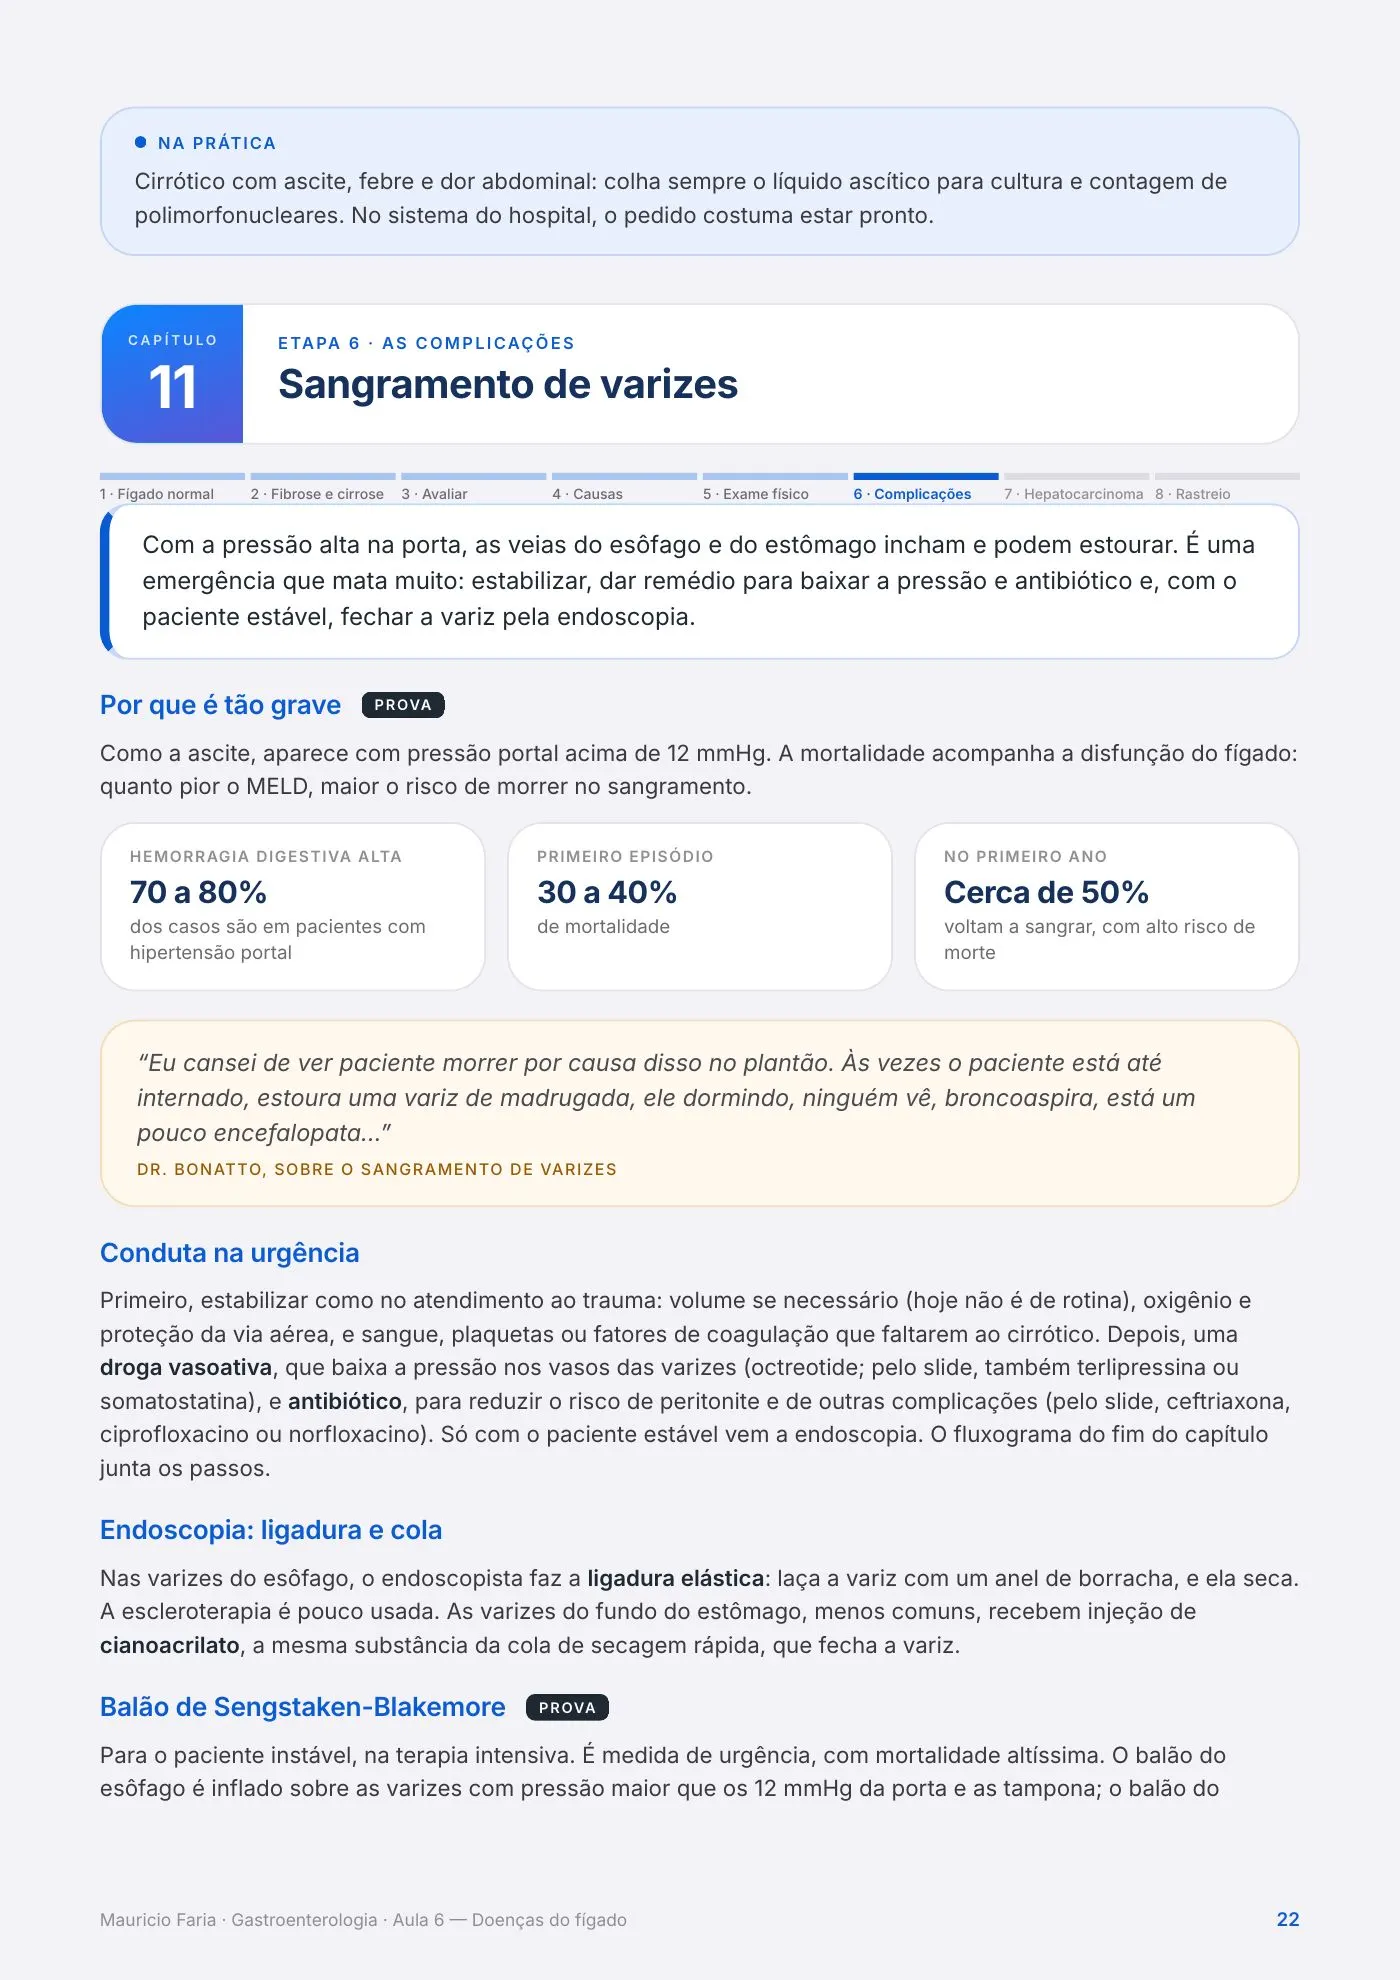 NA PRÁTICA
Cirrótico com ascite, febre e dor abdominal: colha sempre o líquido ascítico para cultura e contagem de
polimorfonucleares. No sistema do hospital, o pedido costuma estar pronto.
CAPÍTULO
11
ETAPA 6 · AS COMPLICAÇÕES
Sangramento de varizes
1 · Fígado normal
2 · Fibrose e cirrose
3 · Avaliar
4 · Causas
5 · Exame físico
6 · Complicações
7 · Hepatocarcinoma
8 · Rastreio
Com a pressão alta na porta, as veias do esôfago e do estômago incham e podem estourar. É uma
emergência que mata muito: estabilizar, dar remédio para baixar a pressão e antibiótico e, com o
paciente estável, fechar a variz pela endoscopia.
Por que é tão grave PROVA
Como a ascite, aparece com pressão portal acima de 12 mmHg. A mortalidade acompanha a disfunção do fígado:
quanto pior o MELD, maior o risco de morrer no sangramento.
HEMORRAGIA DIGESTIVA ALTA
70 a 80%
dos casos são em pacientes com
hipertensão portal
PRIMEIRO EPISÓDIO
30 a 40%
de mortalidade
NO PRIMEIRO ANO
Cerca de 50%
voltam a sangrar, com alto risco de
morte
“Eu cansei de ver paciente morrer por causa disso no plantão. Às vezes o paciente está até
internado, estoura uma variz de madrugada, ele dormindo, ninguém vê, broncoaspira, está um
pouco encefalopata...”
DR. BONATTO, SOBRE O SANGRAMENTO DE VARIZES
Conduta na urgência
Primeiro, estabilizar como no atendimento ao trauma: volume se necessário (hoje não é de rotina), oxigênio e
proteção da via aérea, e sangue, plaquetas ou fatores de coagulação que faltarem ao cirrótico. Depois, uma
droga vasoativa, que baixa a pressão nos vasos das varizes (octreotide; pelo slide, também terlipressina ou
somatostatina), e antibiótico, para reduzir o risco de peritonite e de outras complicações (pelo slide, ceftriaxona,
ciprofloxacino ou norfloxacino). Só com o paciente estável vem a endoscopia. O fluxograma do fim do capítulo
junta os passos.
Endoscopia: ligadura e cola
Nas varizes do esôfago, o endoscopista faz a ligadura elástica: laça a variz com um anel de borracha, e ela seca.
A escleroterapia é pouco usada. As varizes do fundo do estômago, menos comuns, recebem injeção de
cianoacrilato, a mesma substância da cola de secagem rápida, que fecha a variz.
Balão de Sengstaken-Blakemore PROVA
Para o paciente instável, na terapia intensiva. É medida de urgência, com mortalidade altíssima. O balão do
esôfago é inflado sobre as varizes com pressão maior que os 12 mmHg da porta e as tampona; o balão do
Mauricio Faria · Gastroenterologia · Aula 6 — Doenças do fígado
22